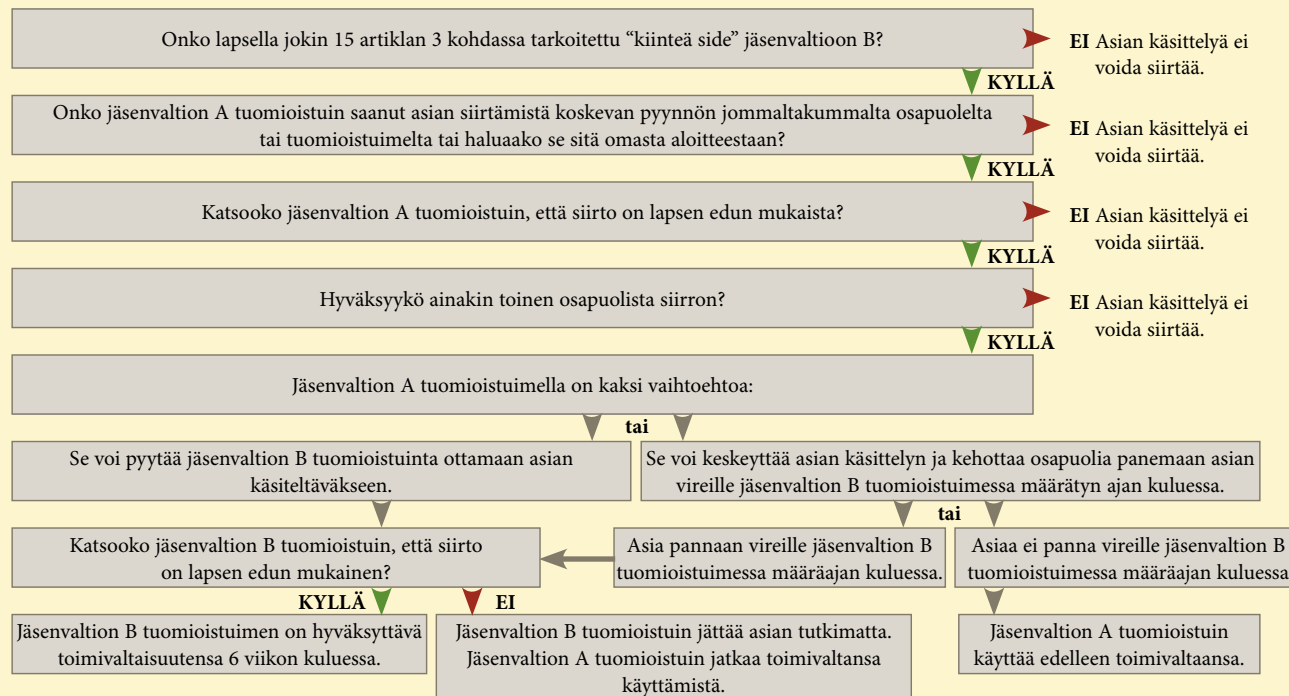 Onko lapsella jokin 15 artiklan 3 kohdassa tarkoitettu “kiinteä side” jäsenvaltioon B?
EI Asian käsittelyä ei
voida siirtää.
KYLLÄ
Onko jäsenvaltion A tuomioistuin saanut asian siirtämistä koskevan pyynnön jommaltakummalta osapuolelta
tai tuomioistuimelta tai haluaako se sitä omasta aloitteestaan?
EI Asian käsittelyä ei
voida siirtää.
KYLLÄ
Katsooko jäsenvaltion A tuomioistuin, että siirto on lapsen edun mukaista?
EI Asian käsittelyä ei
voida siirtää.
KYLLÄ
Hyväksyykö ainakin toinen osapuolista siirron?
EI Asian käsittelyä ei
voida siirtää.
KYLLÄ
Jäsenvaltion A tuomioistuimella on kaksi vaihtoehtoa:
tai
Se voi pyytää jäsenvaltion B tuomioistuinta ottamaan asian
käsiteltäväkseen.
Se voi keskeyttää asian käsittelyn ja kehottaa osapuolia panemaan asian
vireille jäsenvaltion B tuomioistuimessa määrätyn ajan kuluessa.
tai
Katsooko jäsenvaltion B tuomioistuin, että siirto
on lapsen edun mukainen?
Asia pannaan vireille jäsenvaltion B
tuomioistuimessa määräajan kuluessa.
Asiaa ei panna vireille jäsenvaltion B
tuomioistuimessa määräajan kuluessa
KYLLÄ
EI
Jäsenvaltion B tuomioistuimen on hyväksyttävä
toimivaltaisuutensa 6 viikon kuluessa.
Jäsenvaltion B tuomioistuin jättää asian tutkimatta.
Jäsenvaltion A tuomioistuin jatkaa toimivaltansa
käyttämistä.
Jäsenvaltion A tuomioistuin
käyttää edelleen toimivaltaansa.